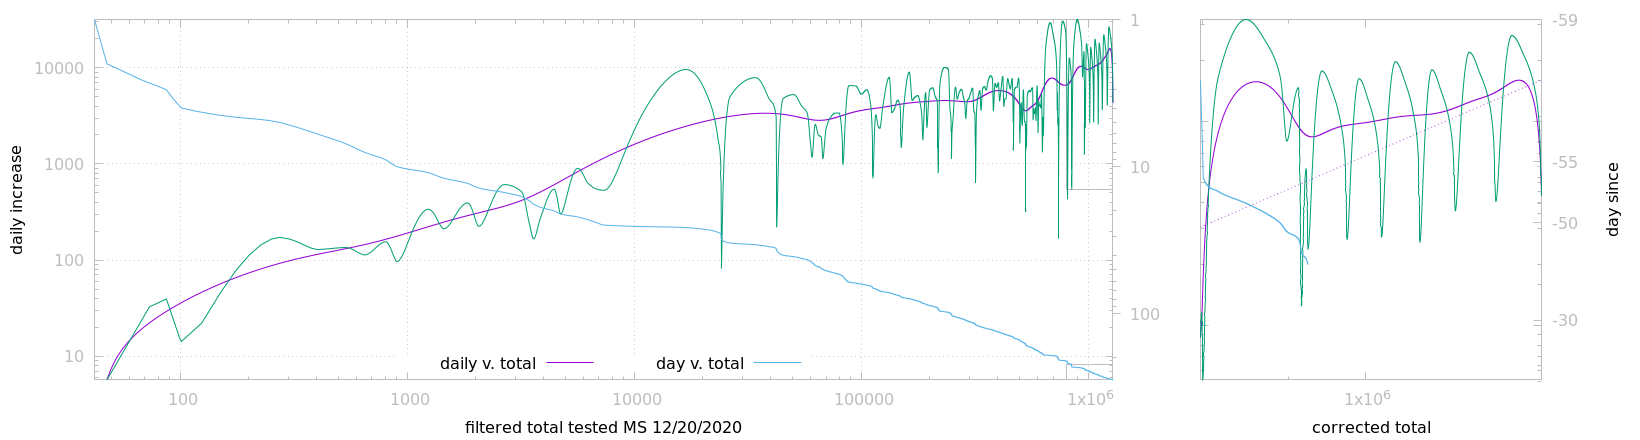 daily increase
10000
1000
100
10
100
1000
10000
100000
1x10^6
filtered total tested MS 12/20/2020
daily v. total
day v. total
1
10
100
1x10^6
corrected total
-59
-55
-50
-30
day since